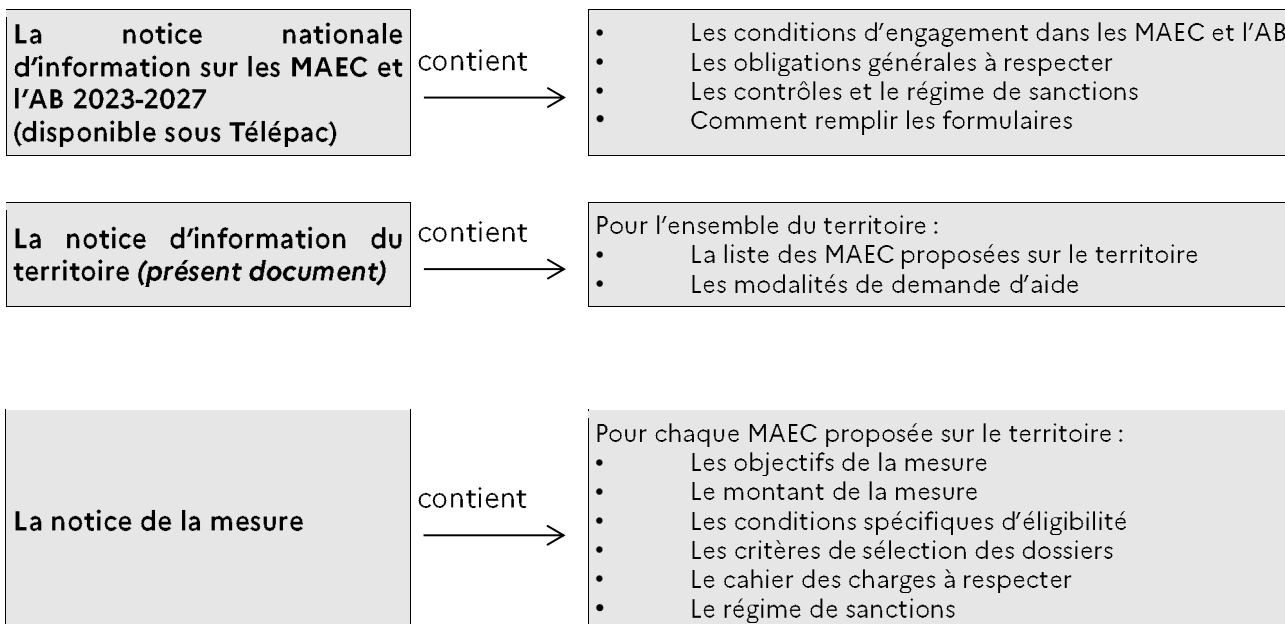 La notice nationale
d'information sur les MAEC et
l'AB 2023-2027
(disponible sous Télépac)
contient
• Les conditions d'engagement dans les MAEC et l'AB
• Les obligations générales à respecter
• Les contrôles et le régime de sanctions
• Comment remplir les formulaires
La notice d'information du
territoire (présent document)
contient
Pour l'ensemble du territoire :
• La liste des MAEC proposées sur le territoire
• Les modalités de demande d'aide
La notice de la mesure
contient
Pour chaque MAEC proposée sur le territoire :
• Les objectifs de la mesure
• Le montant de la mesure
• Les conditions spécifiques d'éligibilité
• Les critères de sélection des dossiers
• Le cahier des charges à respecter
• Le régime de sanctions